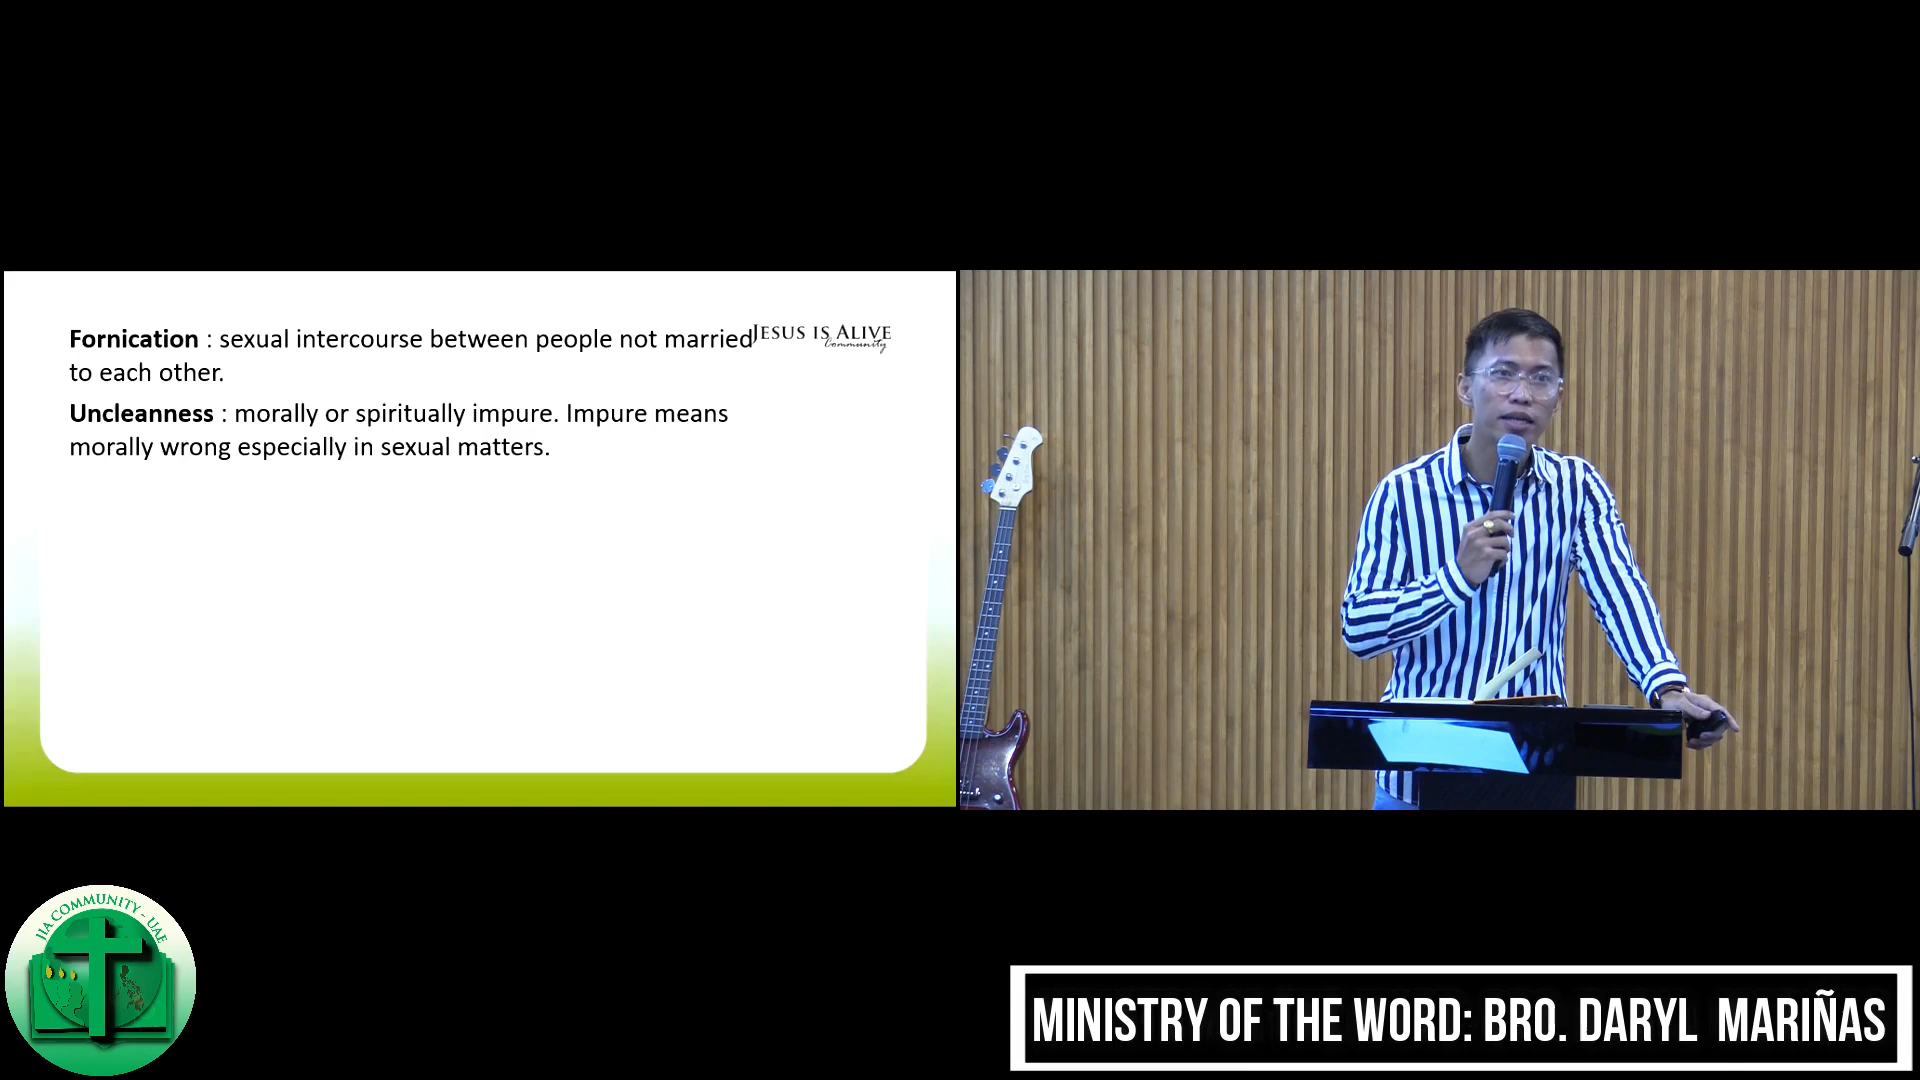 Fornication : sexual intercourse between people not married
to each other.
JESUS IS ALIVE
Community
Uncleanness : morally or spiritually impure. Impure means
morally wrong especially in sexual matters.
JIA COMMUNITY - UAE
MINISTRY OF THE WORD: BRO. DARYL MARIÑAS